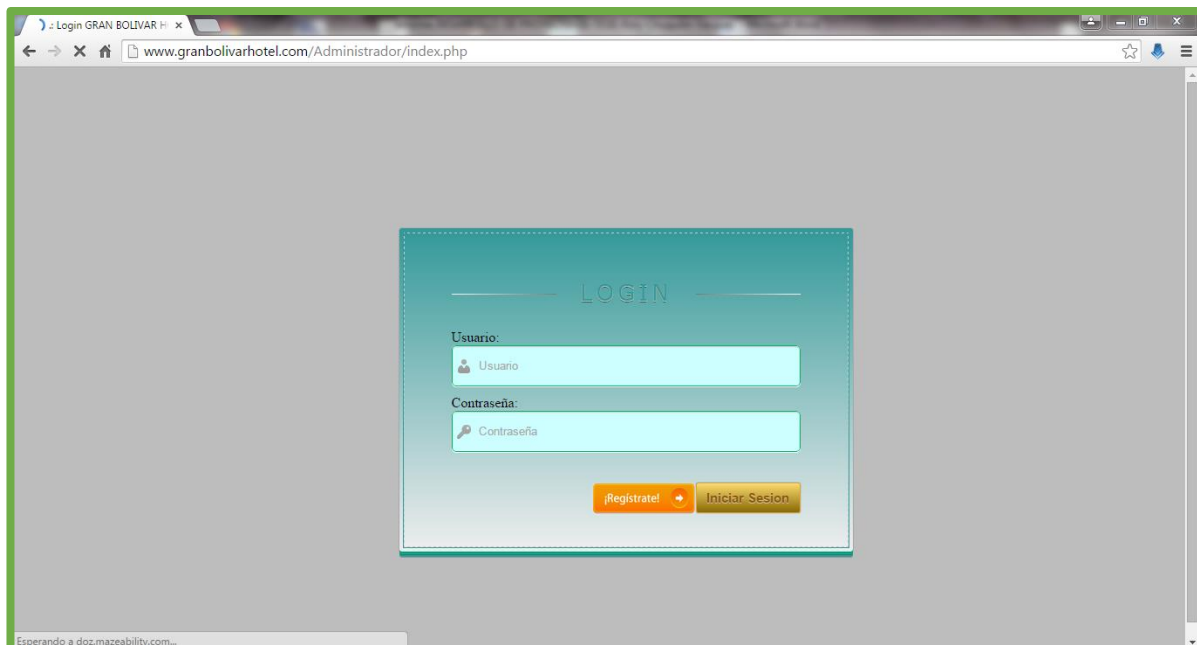 .: Login GRAN BOLIVAR H
www.granbolivarhotel.com/Administrador/index.php
LOGIN
Usuario:
Usuario
Contraseña:
Contraseña
¡Regístrate!
Iniciar Sesion
Esperando a doz.mazeability.com...